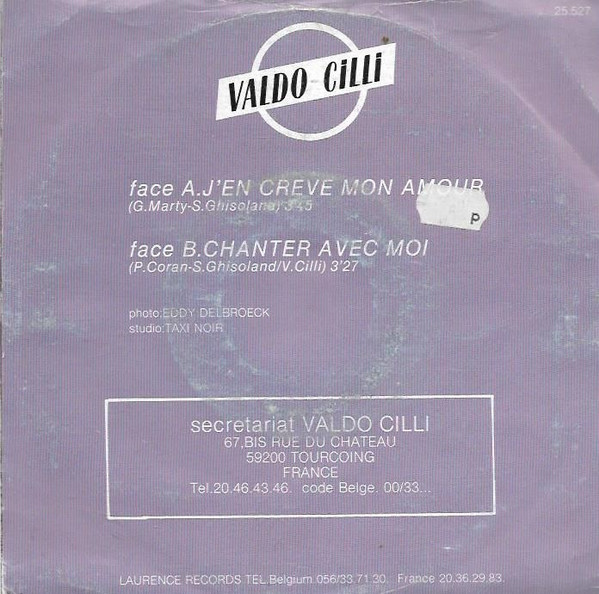 25.527
VALDO CiLLi
face A.J'EN CREVE MON AMOUR
(G.Marty-S.Ghisoland) 3'45
p
face B.CHANTER AVEC MOI
(P.Coran-S.Ghisoland/V.Cilli) 3'27
photo:EDDY DELBROECK
studio:TAXI NOIR
secretariat VALDO CILLI
67,BIS RUE DU CHATEAU
59200 TOURCOING
FRANCE
Tel.20.46.43.46. code Belge. 00/33...
LAURENCE RECORDS TEL.Belgium.056/33.71.30. France 20.36.29.83.